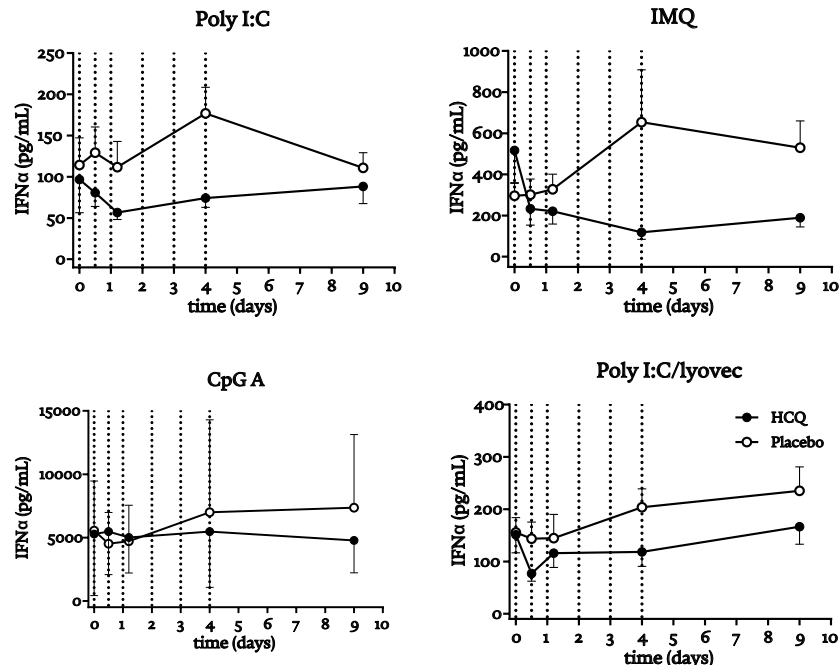 Poly I:C
250
200
150
100
50
0
IFNα (pg/mL)
0 1 2 3 4 5 6 7 8 9 10
time (days)
IMQ
1000
800
600
400
200
0
IFNα (pg/mL)
0 1 2 3 4 5 6 7 8 9 10
time (days)
CpG A
15000
10000
5000
0
IFNα (pg/mL)
0 1 2 3 4 5 6 7 8 9 10
time (days)
Poly I:C/lyovec
400
300
200
100
0
IFNα (pg/mL)
HCQ
Placebo
0 1 2 3 4 5 6 7 8 9 10
time (days)